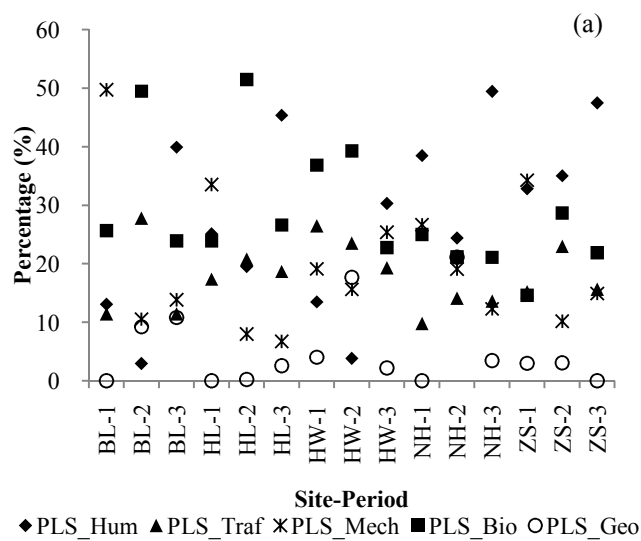 (a)
60
50
40
30
20
10
0
Percentage (%)
BL-1 BL-2 BL-3 HL-1 HL-2 HL-3 HW-1 HW-2 HW-3 NH-1 NH-2 NH-3 ZS-1 ZS-2 ZS-3
Site-Period
PLS_Hum PLS_Traf PLS_Mech PLS_Bio PLS_Geo